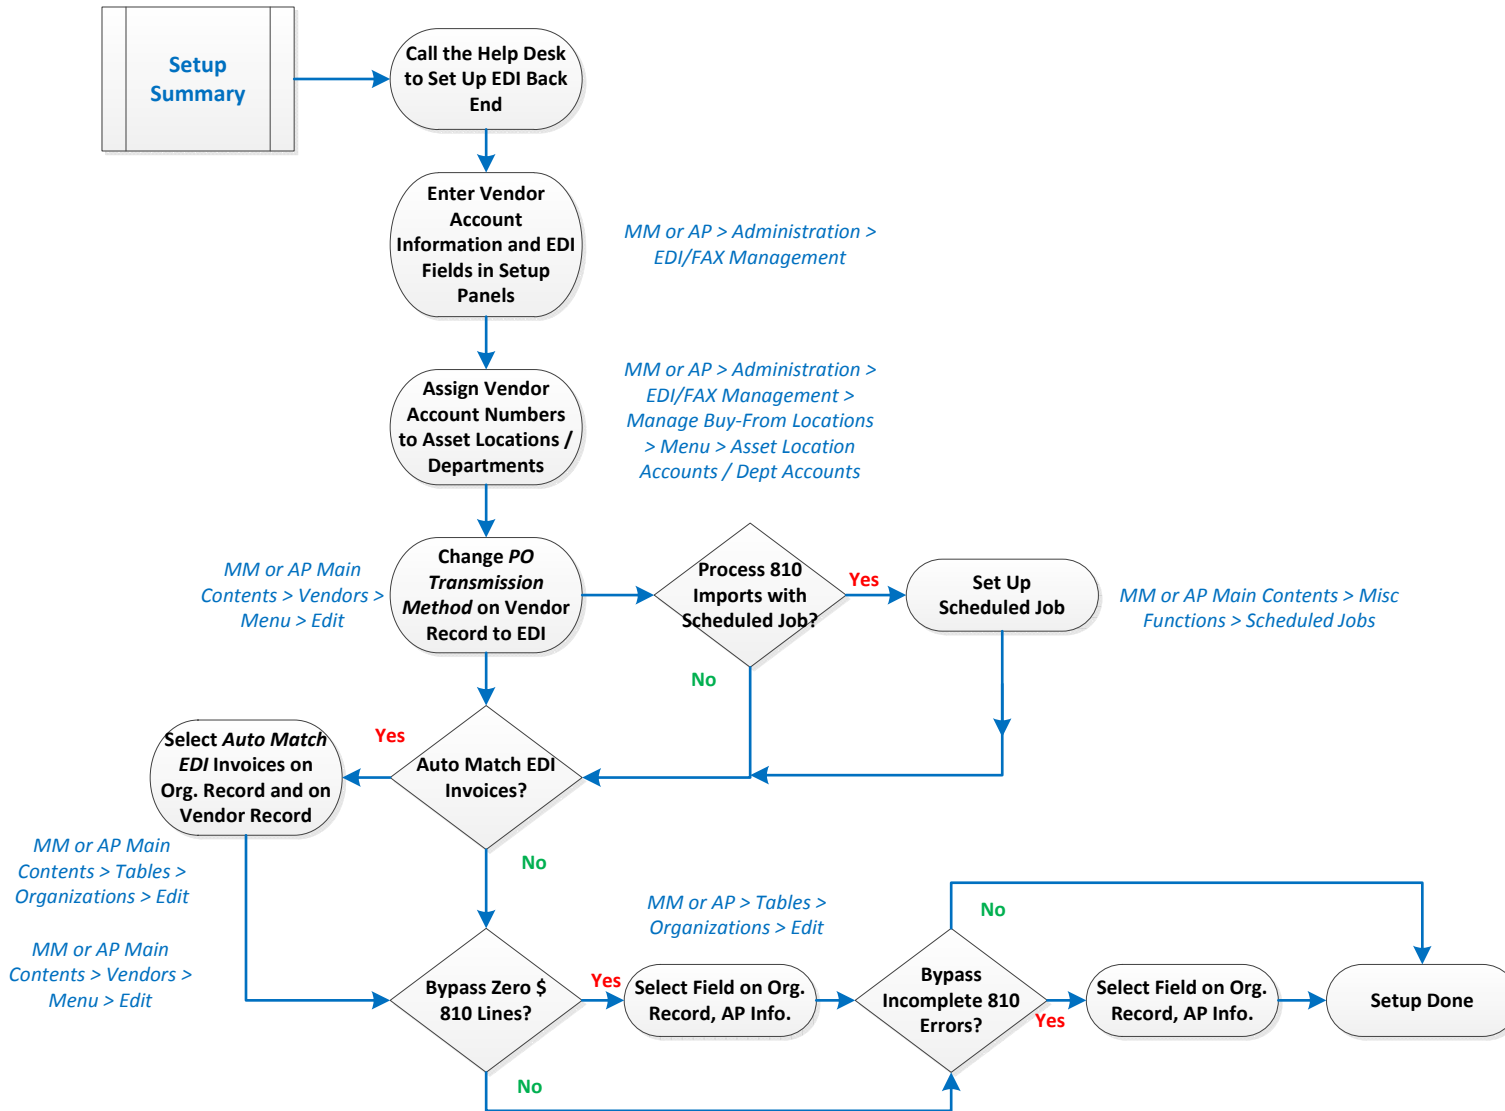 Setup
Summary
Call the Help Desk
to Set Up EDI Back
End
Enter Vendor
Account
Information and EDI
Fields in Setup
Panels
MM or AP > Administration >
EDI/FAX Management
Assign Vendor
Account Numbers
to Asset Locations /
Departments
MM or AP > Administration >
EDI/FAX Management >
Manage Buy-From Locations
> Menu > Asset Location
Accounts / Dept Accounts
MM or AP Main
Contents > Vendors >
Menu > Edit
Change PO
Transmission
Method on Vendor
Record to EDI
Process 810
Imports with
Scheduled Job?
Yes
Set Up
Scheduled Job
MM or AP Main Contents > Misc
Functions > Scheduled Jobs
No
Select Auto Match
EDI Invoices on
Org. Record and on
Vendor Record
Yes
Auto Match EDI
Invoices?
No
MM or AP Main
Contents > Tables >
Organizations > Edit
MM or AP Main
Contents > Vendors >
Menu > Edit
Bypass Zero $
810 Lines?
Yes
No
MM or AP > Tables >
Organizations > Edit
Select Field on Org.
Record, AP Info.
Bypass
Incomplete 810
Errors?
No
Yes
Select Field on Org.
Record, AP Info.
Setup Done